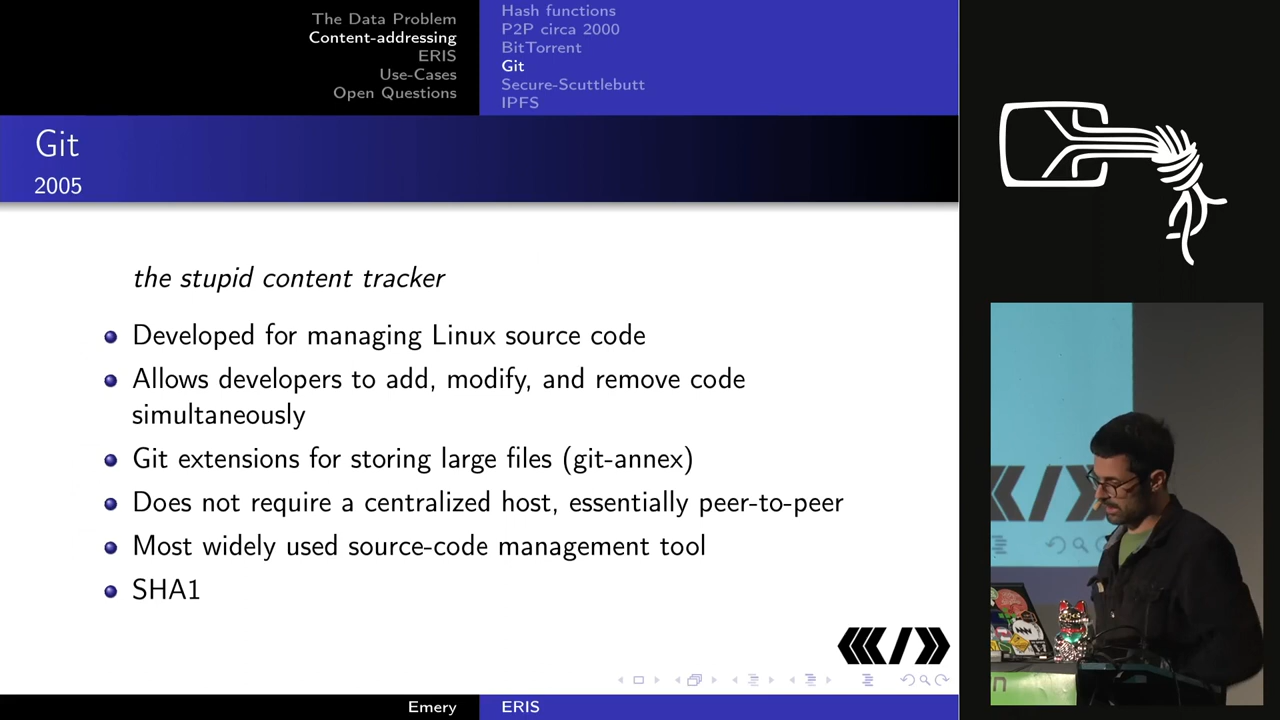 The Data Problem
Content-addressing
ERIS
Use-Cases
Open Questions
Hash functions
P2P circa 2000
BitTorrent
Git
Secure-Scuttlebutt
IPFS
Git
2005
the stupid content tracker
Developed for managing Linux source code
Allows developers to add, modify, and remove code
simultaneously
Git extensions for storing large files (git-annex)
Does not require a centralized host, essentially peer-to-peer
Most widely used source-code management tool
SHA1
Emery
ERIS